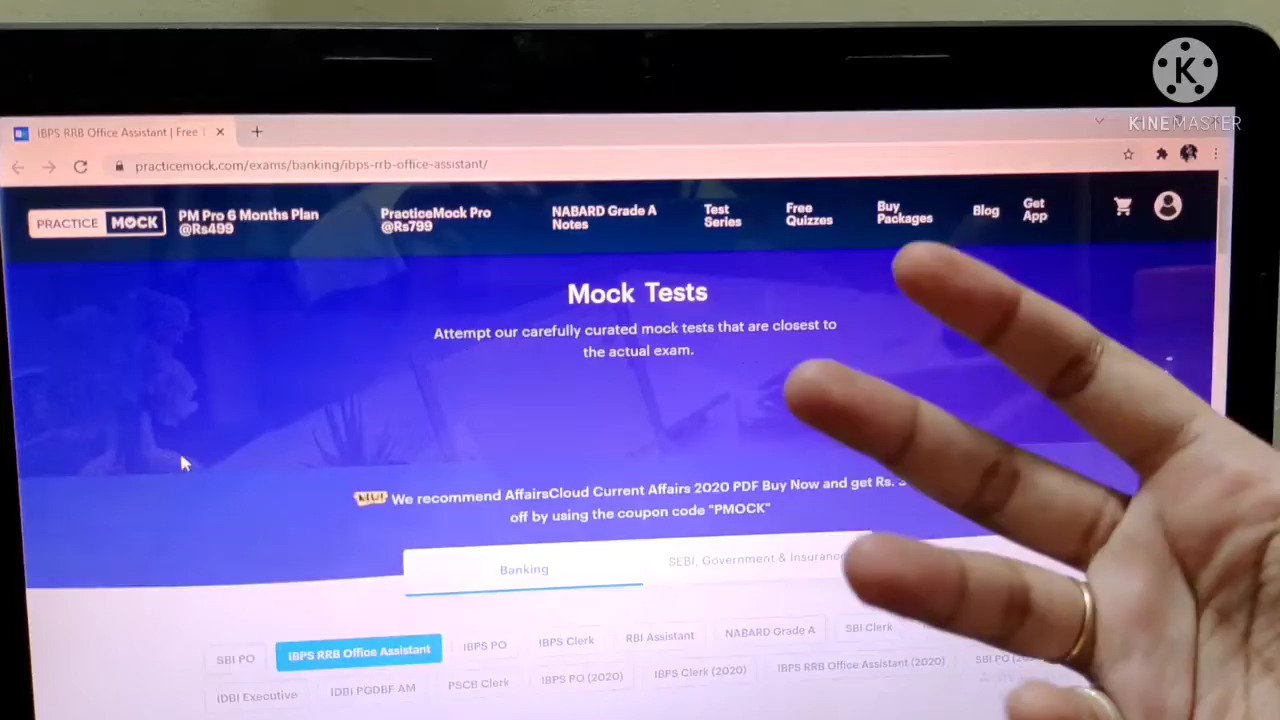 K
KINEMASTER
IBPS RRB Office Assistant | Free
practicemock.com/exams/banking/ibps-rrb-office-assistant/
PRACTICE MOCK
PM Pro 6 Months Plan
@Rs499
PracticeMock Pro
@Rs799
NABARD Grade A
Notes
Test
Series
Free
Quizzes
Buy
Packages
Blog
Get
App
Mock Tests
Attempt our carefully curated mock tests that are closest to
the actual exam.
We recommend AffairsCloud Current Affairs 2020 PDF Buy Now and get Rs.
off by using the coupon code "PMOCK"
Banking
SEBI, Government & Insurance
SBI PO
IBPS RRB Office Assistant
IBPS PO
IBPS Clerk
RBI Assistant
NABARD Grade A
SBI Clerk
IDBI Executive
IDBI PGDBF AM
PSCB Clerk
IBPS PO (2020)
IBPS Clerk (2020)
IBPS RRB Office Assistant (2020)
SBI PO